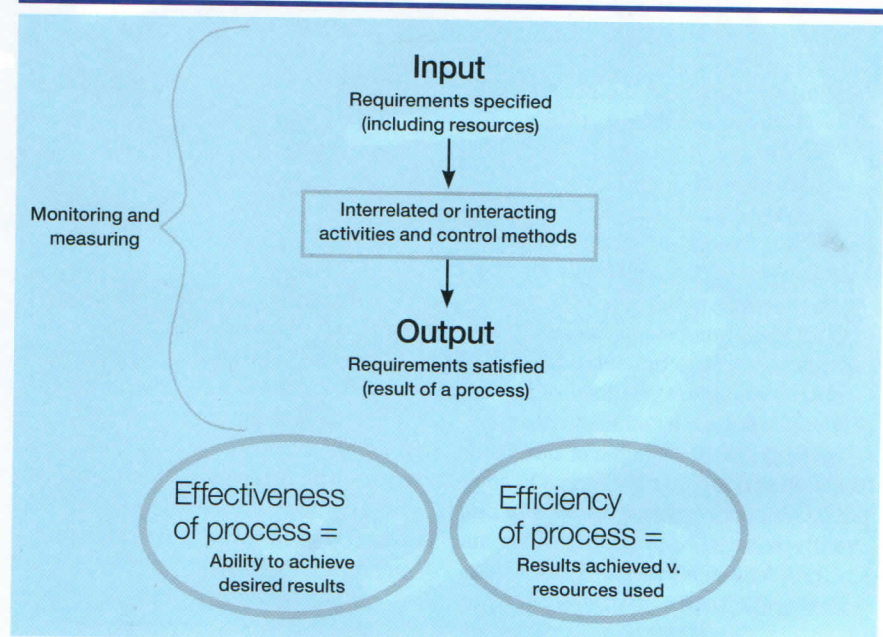 Input
Requirements specified
(including resources)
Monitoring and
measuring
Interrelated or interacting
activities and control methods
Output
Requirements satisfied
(result of a process)
Effectiveness
of process =
Ability to achieve
desired results
Efficiency
of process =
Results achieved v.
resources used